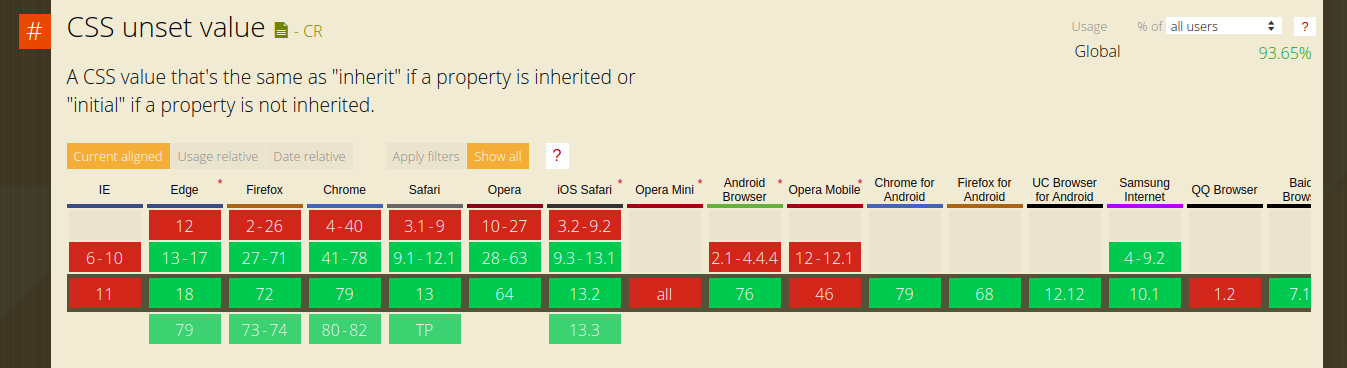 #
CSS unset value - CR
Usage % of all users ?
Global 93.65%
A CSS value that's the same as "inherit" if a property is inherited or
"initial" if a property is not inherited.
Current aligned Usage relative Date relative Apply filters Show all ?
IE Edge * Firefox Chrome Safari Opera iOS Safari * Opera Mini * Android Browser * Opera Mobile * Chrome for Android Firefox for Android UC Browser for Android Samsung Internet QQ Browser Baid Brows
12 2-26 4-40 3.1-9 10-27 3.2-9.2
6-10 13-17 27-71 41-78 9.1-12.1 28-63 9.3-13.1 2.1-4.4.4 12-12.1 4-9.2
11 18 72 79 13 64 13.2 all 76 46 79 68 12.12 10.1 1.2 7.1
79 73-74 80-82 TP 13.3